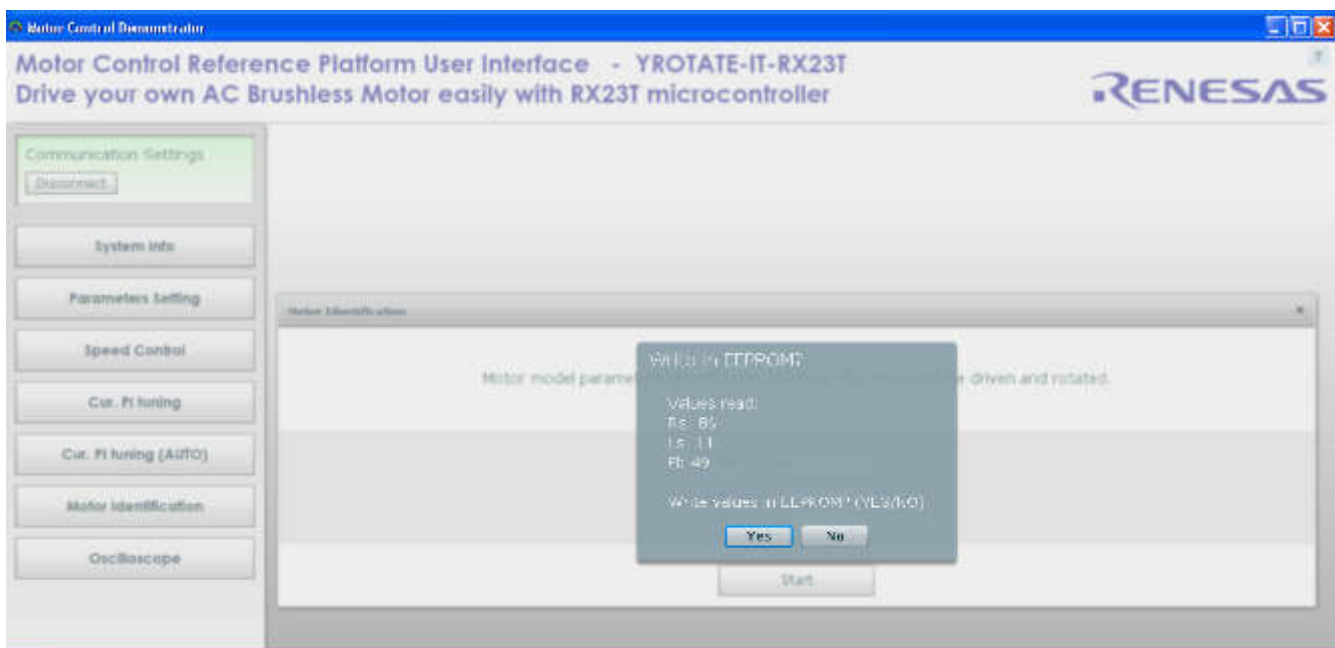 Motor Control Demonstrator
Motor Control Reference Platform User Interface - YROTATE-IT-RX23T
Drive your own AC Brushless Motor easily with RX23T microcontroller
?
RENESAS
Communication Settings
Disconnect
System Info
Parameters Setting
Speed Control
Cur. PI tuning
Cur. PI tuning (AUTO)
Motor Identification
Oscilloscope
Motor Identification
Motor model parame
e driven and rotated.
Write in EEPROM?
Values read:
Rs: 86
Ls: 11
Fl: 49
Write values in EEPROM? (YES/NO)
Yes
No
Start